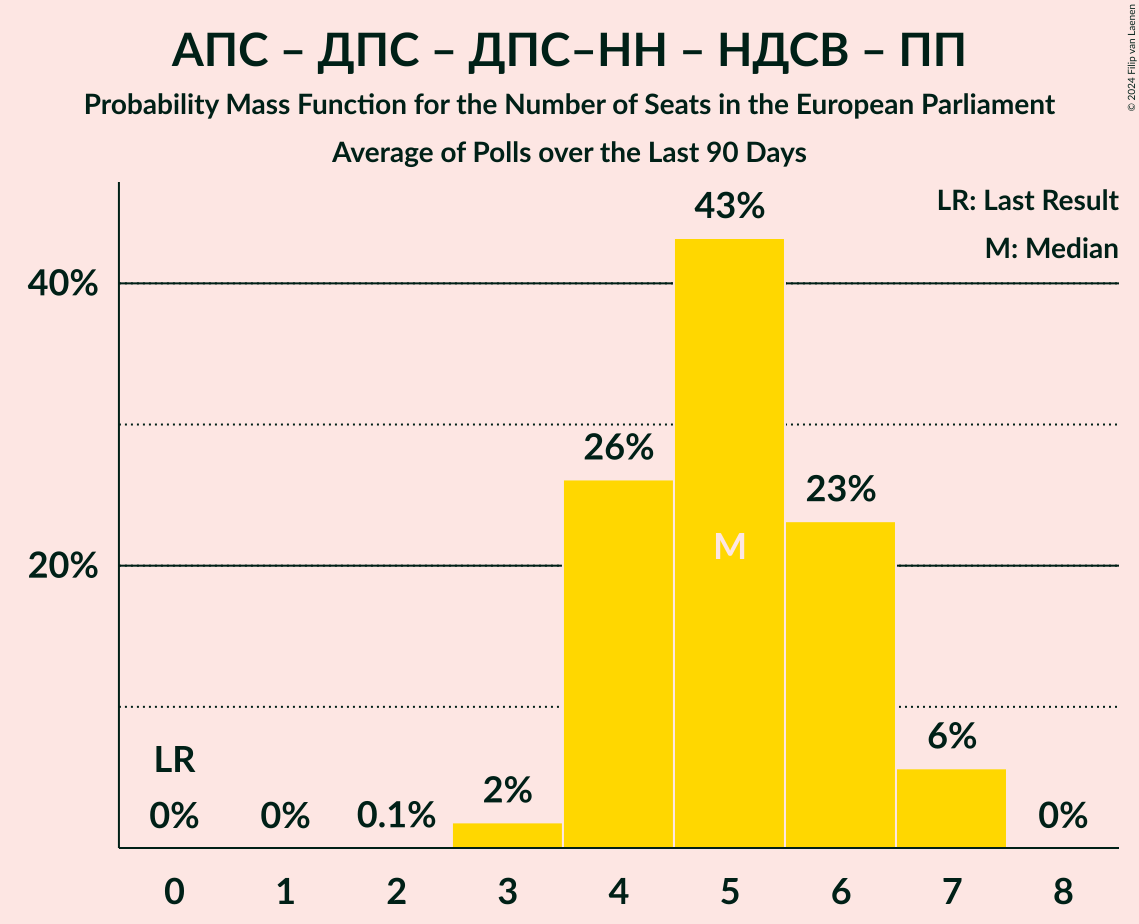 АПС – ДПС – ДПС–НН – НДСВ – ПП
Probability Mass Function for the Number of Seats in the European Parliament
Average of Polls over the Last 90 Days
© 2024 Filip van Laenen
LR: Last Result
M: Median
43%
40%
26%
23%
M
20%
LR
6%
2%
0% 0% 0.1% 0%
0 1 2 3 4 5 6 7 8